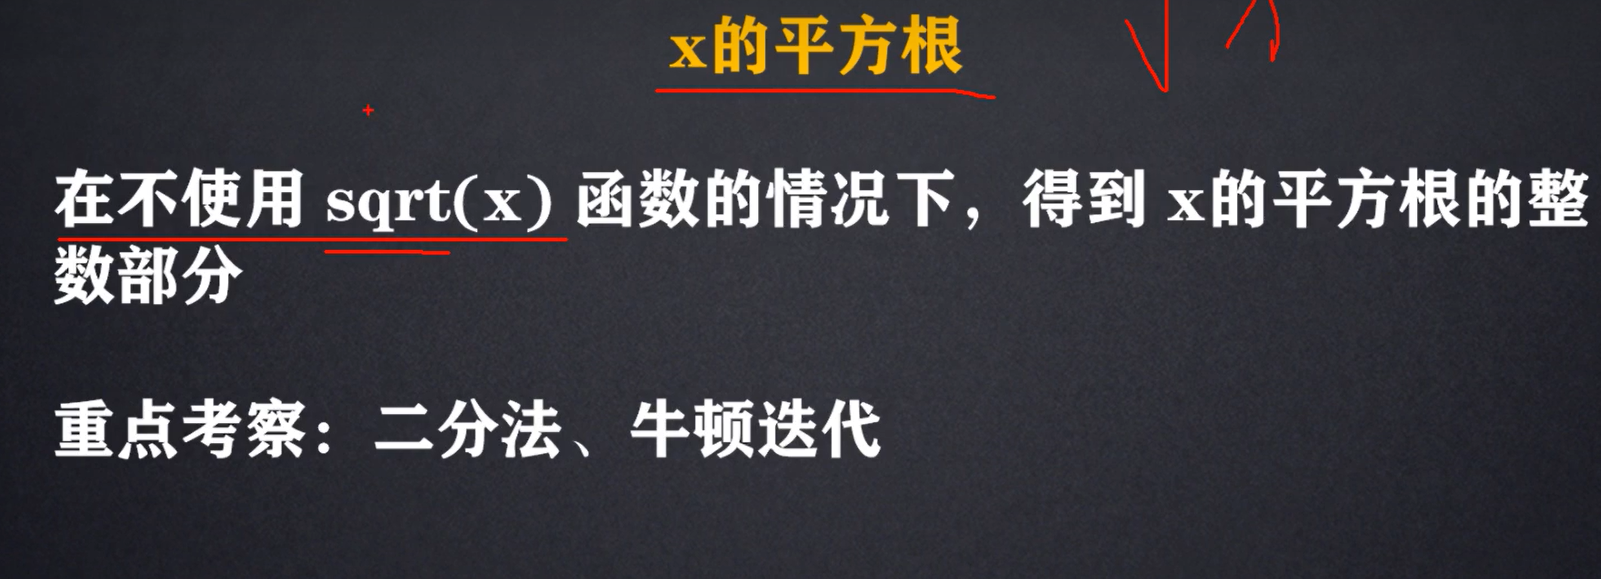 x的平方根
在不使用 sqrt(x) 函数的情况下，得到 x的平方根的整
数部分
重点考察：二分法、牛顿迭代